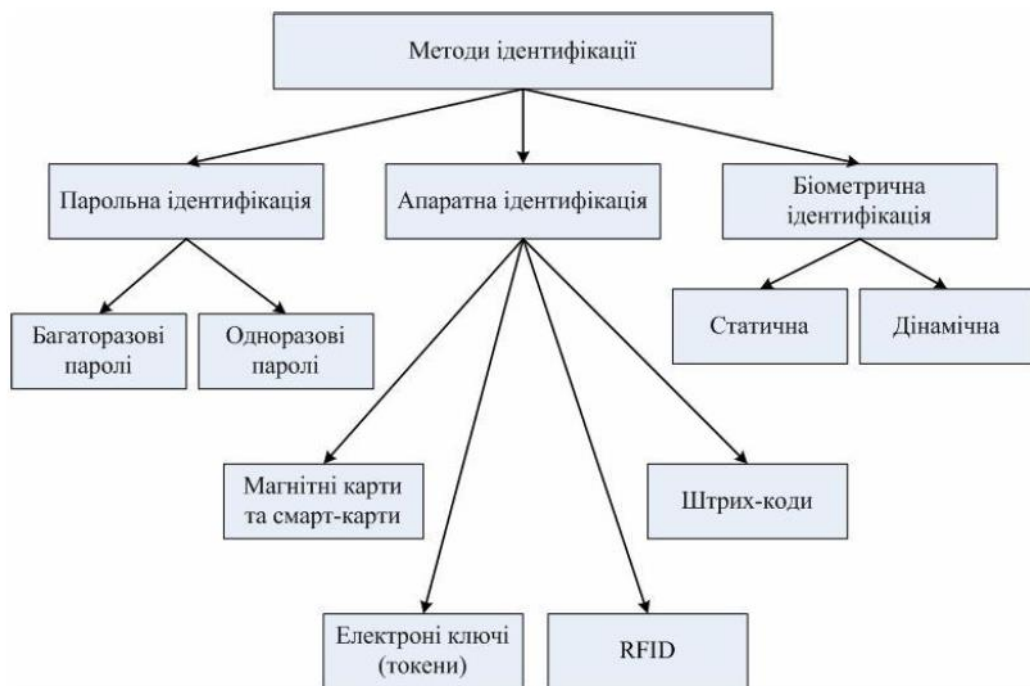 Методи ідентифікації
Парольна ідентифікація
Апаратна ідентифікація
Біометрична
ідентифікація
Багаторазові
паролі
Одноразові
паролі
Статична
Дінамічна
Магнітні карти
та смарт-карти
Штрих-коди
Електроні ключі
(токени)
RFID